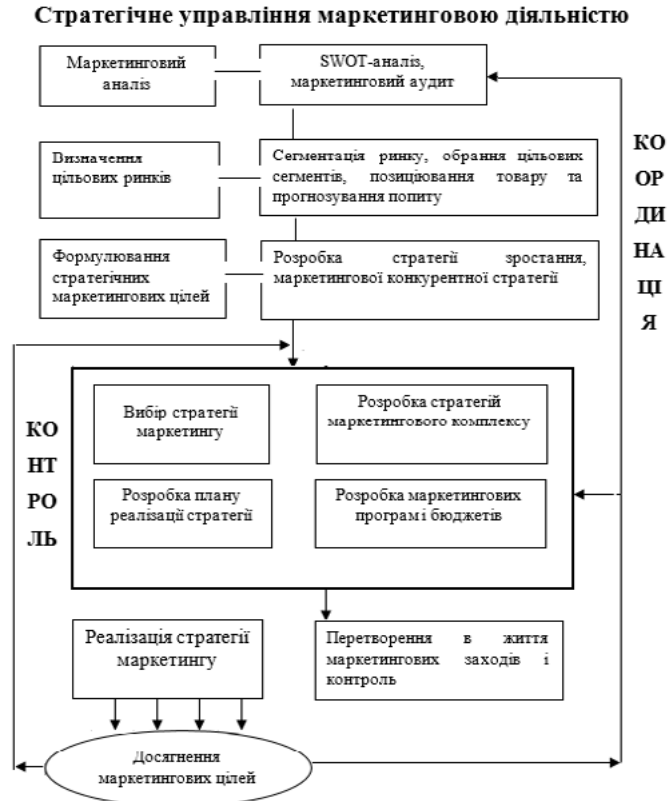 Стратегічне управління маркетинговою діяльністю
Маркетинговий
аналіз
SWOT-аналіз,
маркетинговий аудит
Визначення
цільових ринків
Сегментація ринку, обрання цільових
сегментів, позиціювання товару та
прогнозування попиту
Формулювання
стратегічних
маркетингових цілей
Розробка стратегії зростання,
маркетингової конкурентної стратегії
КО
ОР
ДИ
НА
ЦІ
Я
КО
НТ
РО
ЛЬ
Вибір стратегії
маркетингу
Розробка стратегій
маркетингового комплексу
Розробка плану
реалізації стратегії
Розробка маркетингових
програм і бюджетів
Реалізація стратегії
маркетингу
Перетворення в життя
маркетингових заходів і
контроль
Досягнення
маркетингових цілей